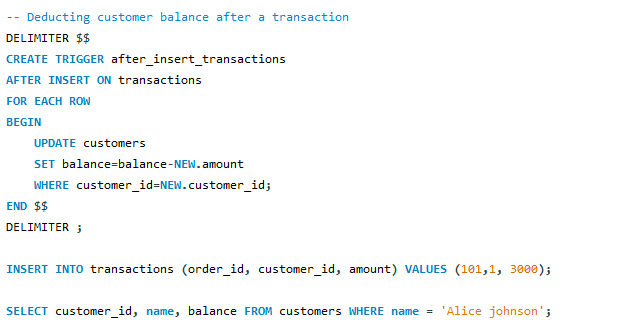 -- Deducting customer balance after a transaction
DELIMITER $$
CREATE TRIGGER after_insert_transactions
AFTER INSERT ON transactions
FOR EACH ROW
BEGIN
    UPDATE customers
    SET balance=balance-NEW.amount
    WHERE customer_id=NEW.customer_id;
END $$
DELIMITER ;
INSERT INTO transactions (order_id, customer_id, amount) VALUES (101,1, 3000);
SELECT customer_id, name, balance FROM customers WHERE name = 'Alice johnson';